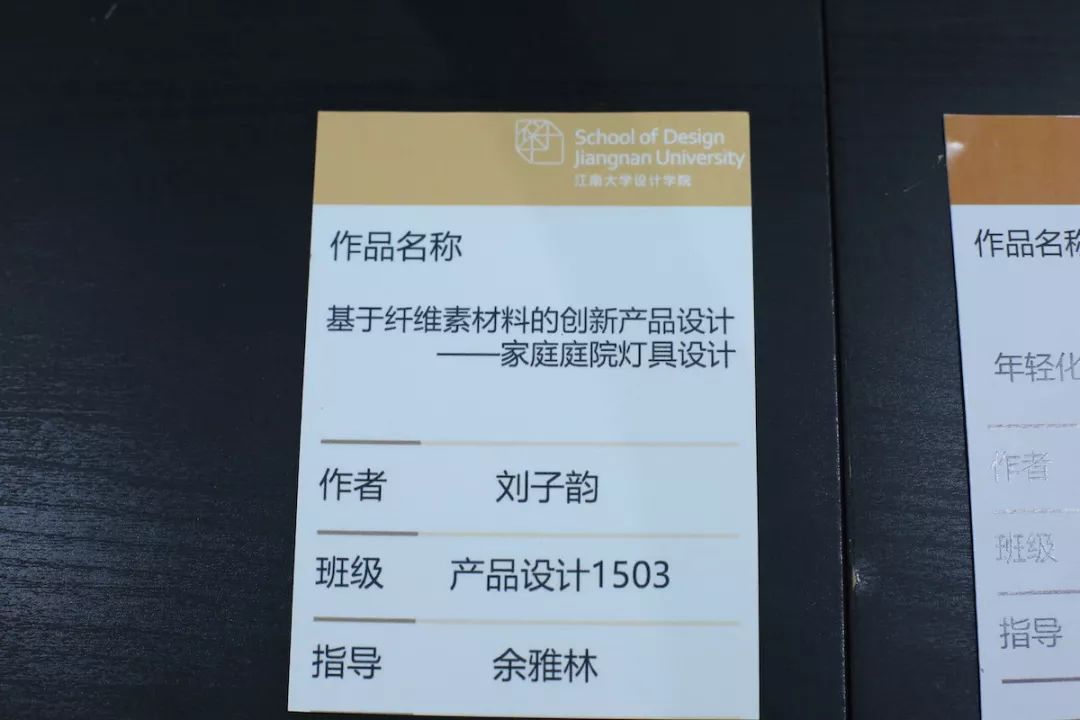 School of Design
Jiangnan University
江南大学设计学院
作品名称
基于纤维素材料的创新产品设计
——家庭庭院灯具设计
作者 刘子韵
班级 产品设计1503
指导 余雅林
作品名称
年轻化
作者
班级
指导